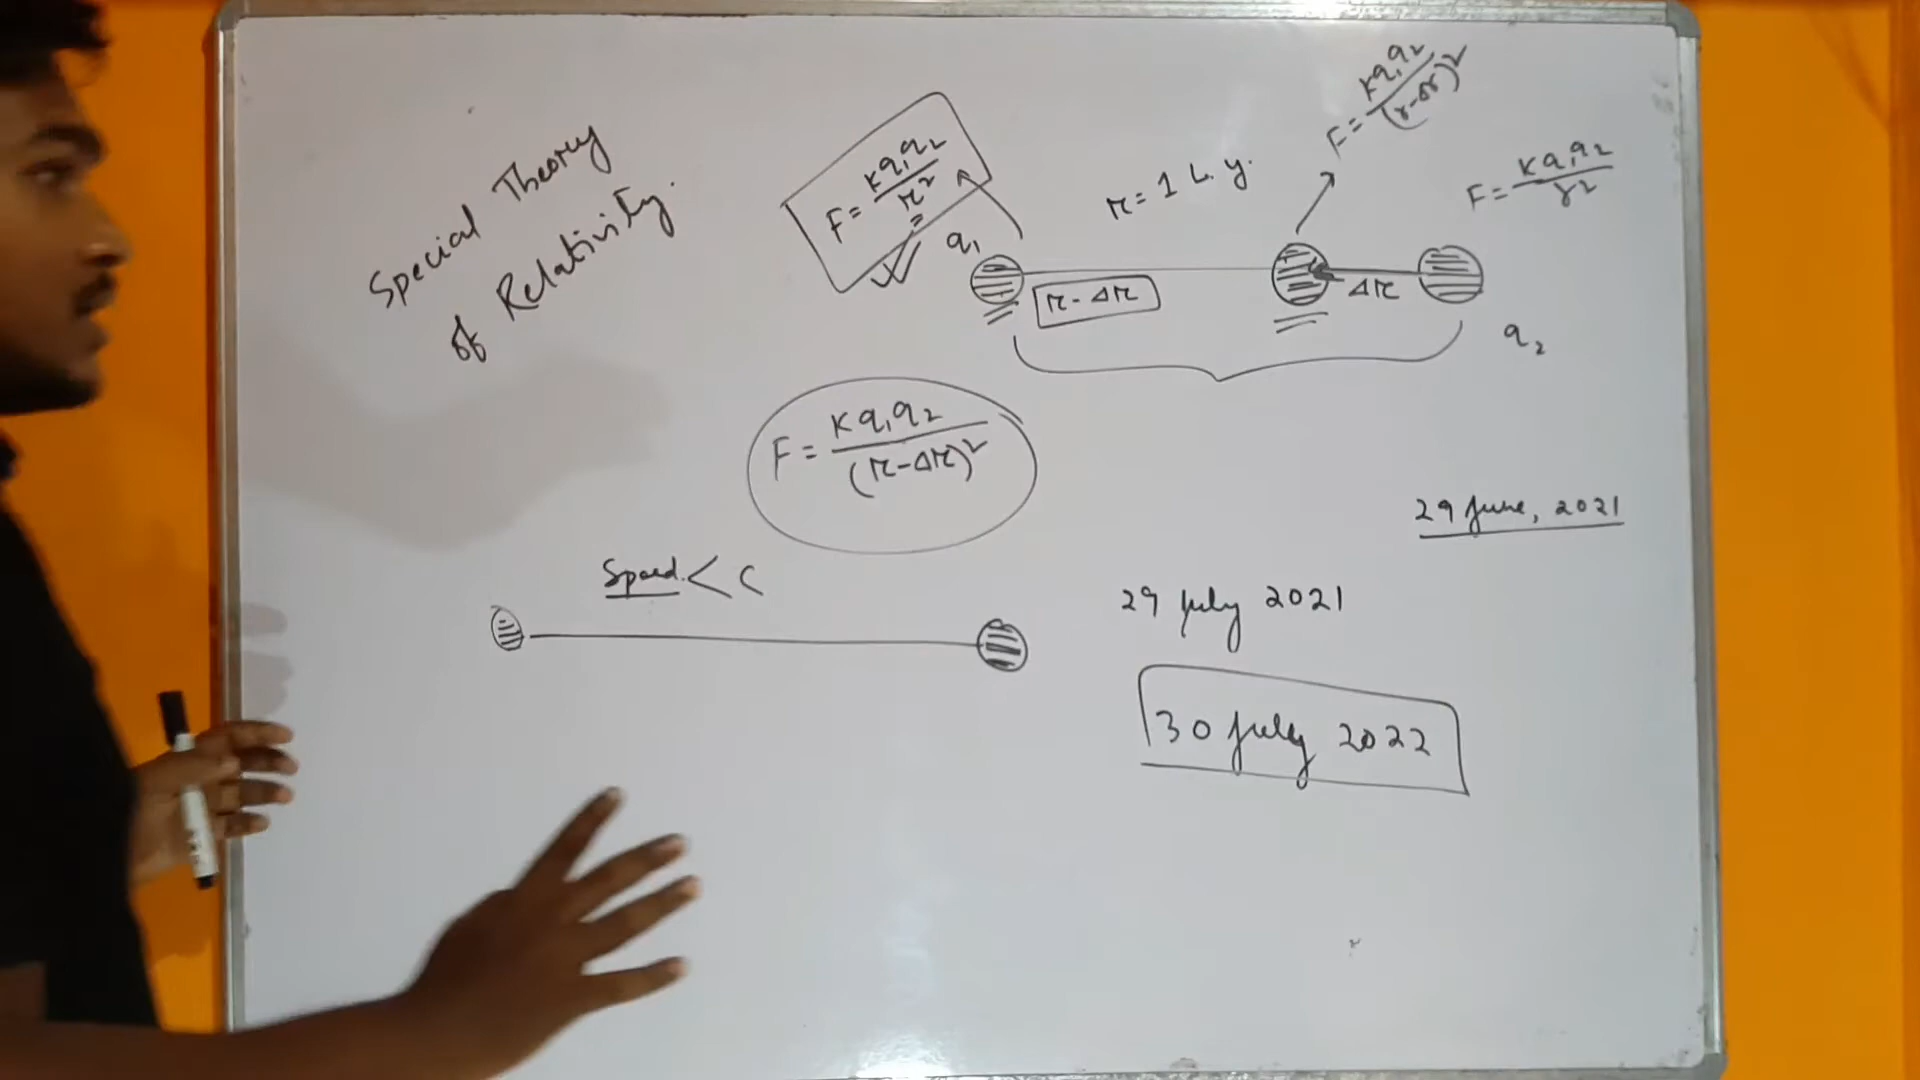 Special Theory
of Relativity.
F = Kq₁q₂/r²
q₁
r = 1 L.y.
F = Kq₁q₂/(r-Δr)²
F = Kq₁q₂/r²
r-Δr
Δr
q₂
F = Kq₁q₂/(r-Δr)²
29 June, 2021
Speed < C
29 July 2021
30 July 2022